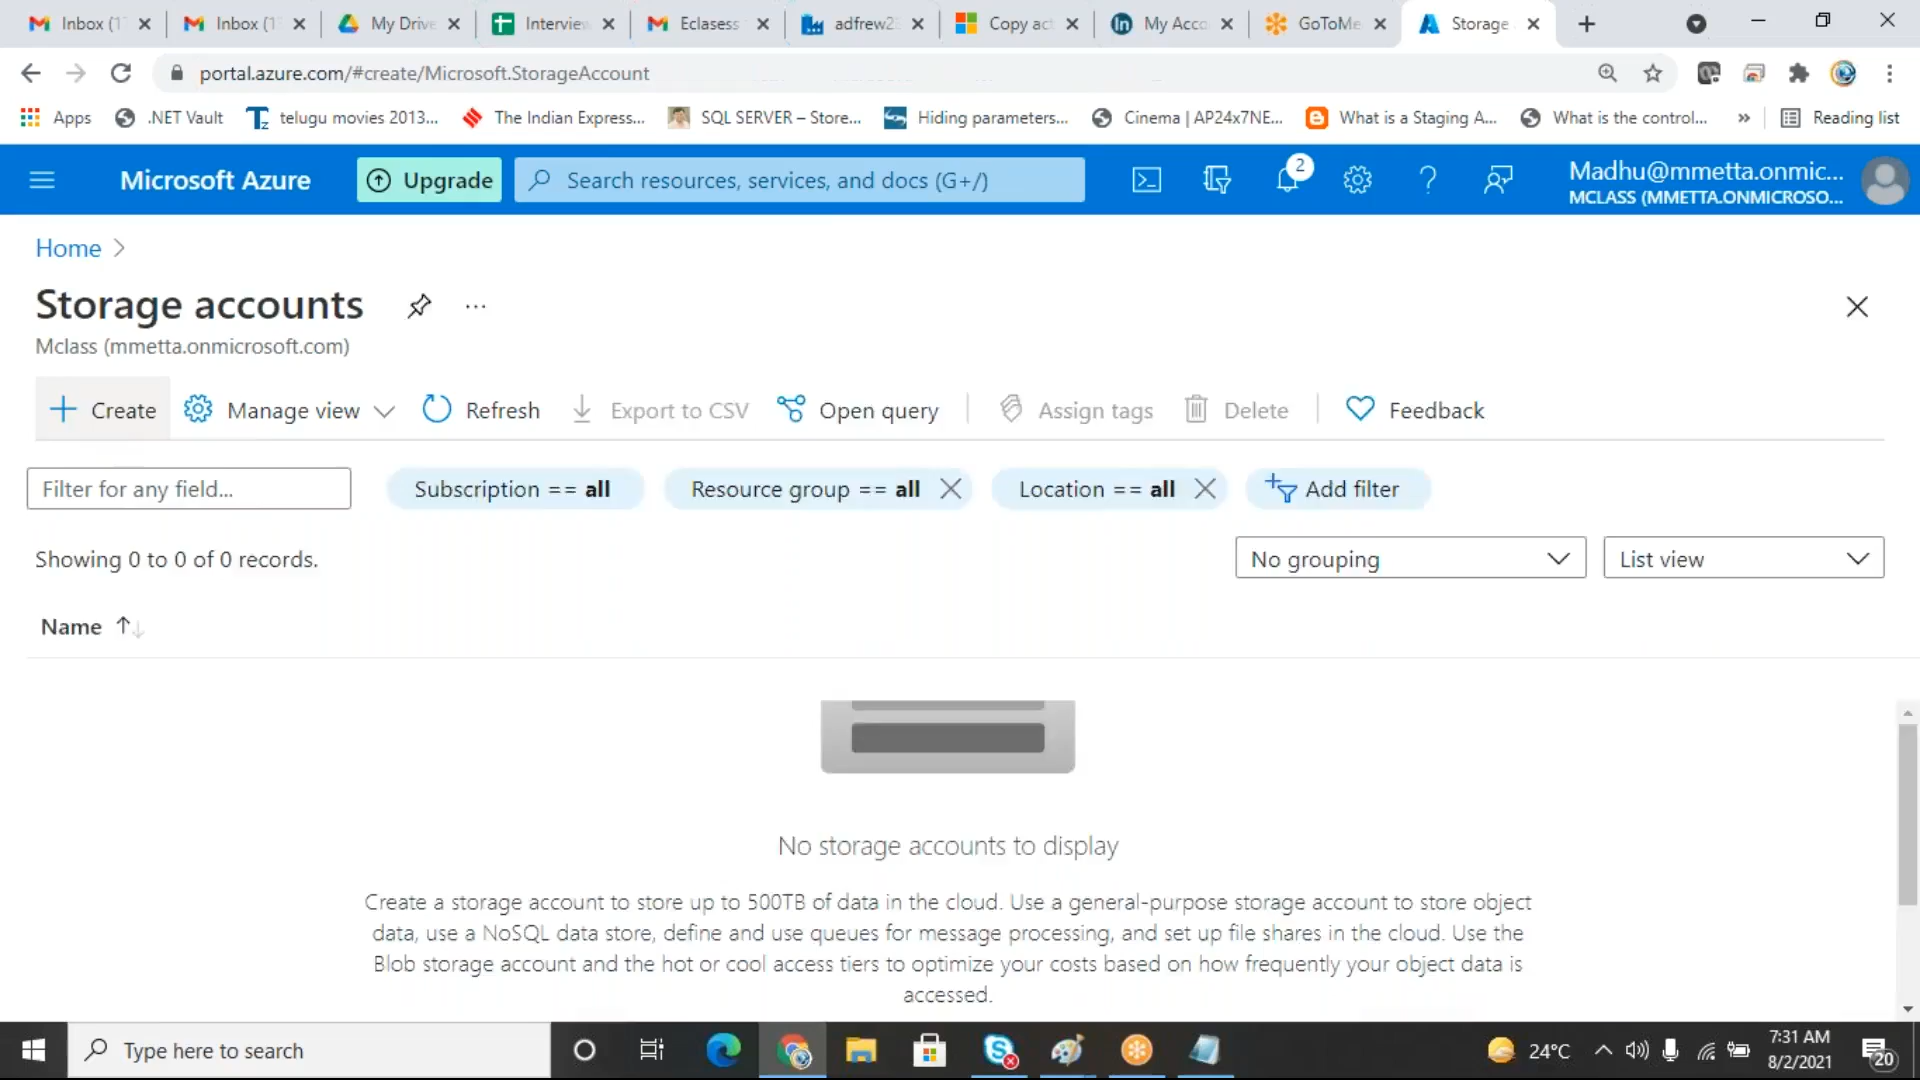 Inbox (1
Inbox (1
My Drive
Interview
Eclasess
adfrew2
Copy act
My Acco
GoToMe
Storage
portal.azure.com/#create/Microsoft.StorageAccount
Apps
.NET Vault
telugu movies 2013...
The Indian Express...
SQL SERVER – Store...
Hiding parameters...
Cinema | AP24x7NE...
What is a Staging A...
What is the control...
»
Reading list
Microsoft Azure
Upgrade
Search resources, services, and docs (G+/)
2
Madhu@mmetta.onmic...
MCLASS (MMETTA.ONMICROSO...
Home >
Storage accounts
...
Mclass (mmetta.onmicrosoft.com)
Create
Manage view
Refresh
Export to CSV
Open query
Assign tags
Delete
Feedback
Filter for any field...
Subscription == all
Resource group == all
Location == all
Add filter
Showing 0 to 0 of 0 records.
No grouping
List view
Name ↑↓
No storage accounts to display
Create a storage account to store up to 500TB of data in the cloud. Use a general-purpose storage account to store object
data, use a NoSQL data store, define and use queues for message processing, and set up file shares in the cloud. Use the
Blob storage account and the hot or cool access tiers to optimize your costs based on how frequently your object data is
accessed.
Type here to search
24°C
7:31 AM
8/2/2021
20